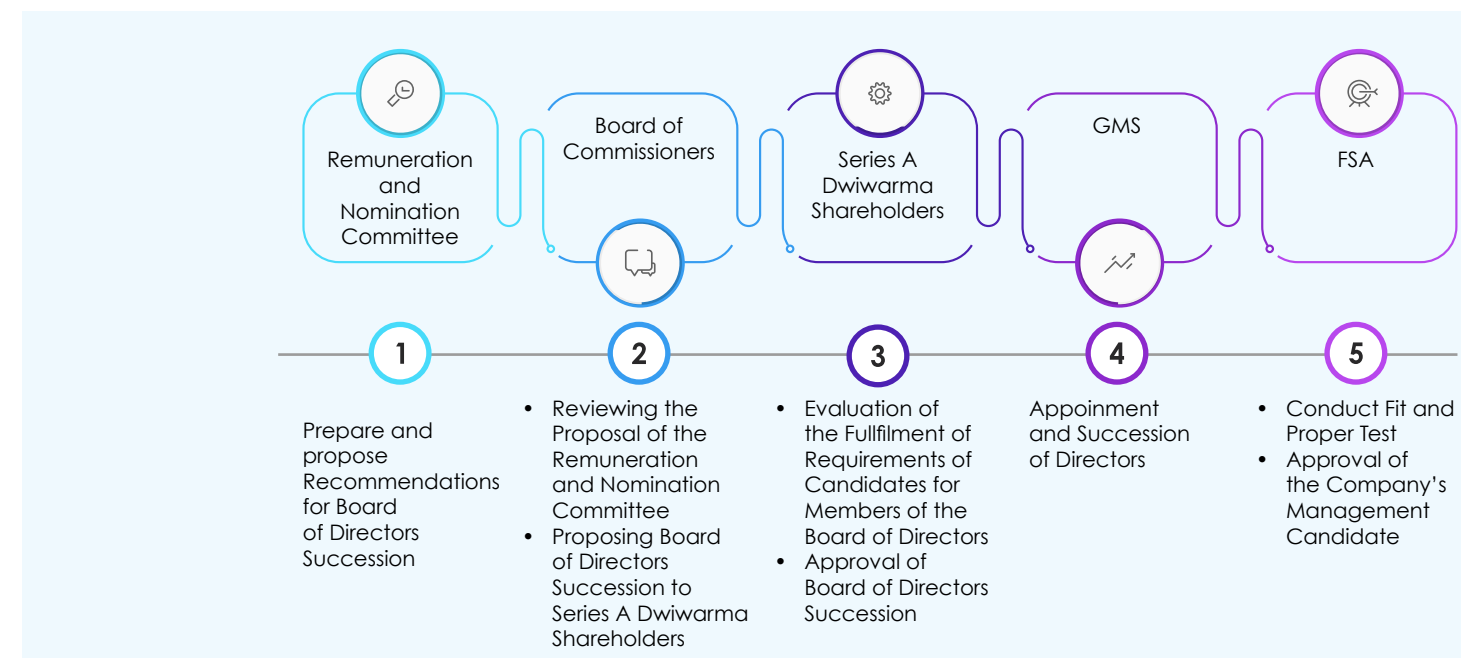 Remuneration
and
Nomination
Committee
Board of
Commissioners
Series A
Dwiwarma
Shareholders
GMS
FSA
1
2
3
4
5
Prepare and
propose
Recommendations
for Board
of Directors
Succession
• Reviewing the
Proposal of the
Remuneration
and Nomination
Committee
• Proposing Board
of Directors
Succession to
Series A Dwiwarma
Shareholders
• Evaluation of
the Fullfilment of
Requirements of
Candidates for
Members of the
Board of Directors
• Approval of
Board of Directors
Succession
Appoinment
and Succession
of Directors
• Conduct Fit and
Proper Test
• Approval of
the Company’s
Management
Candidate